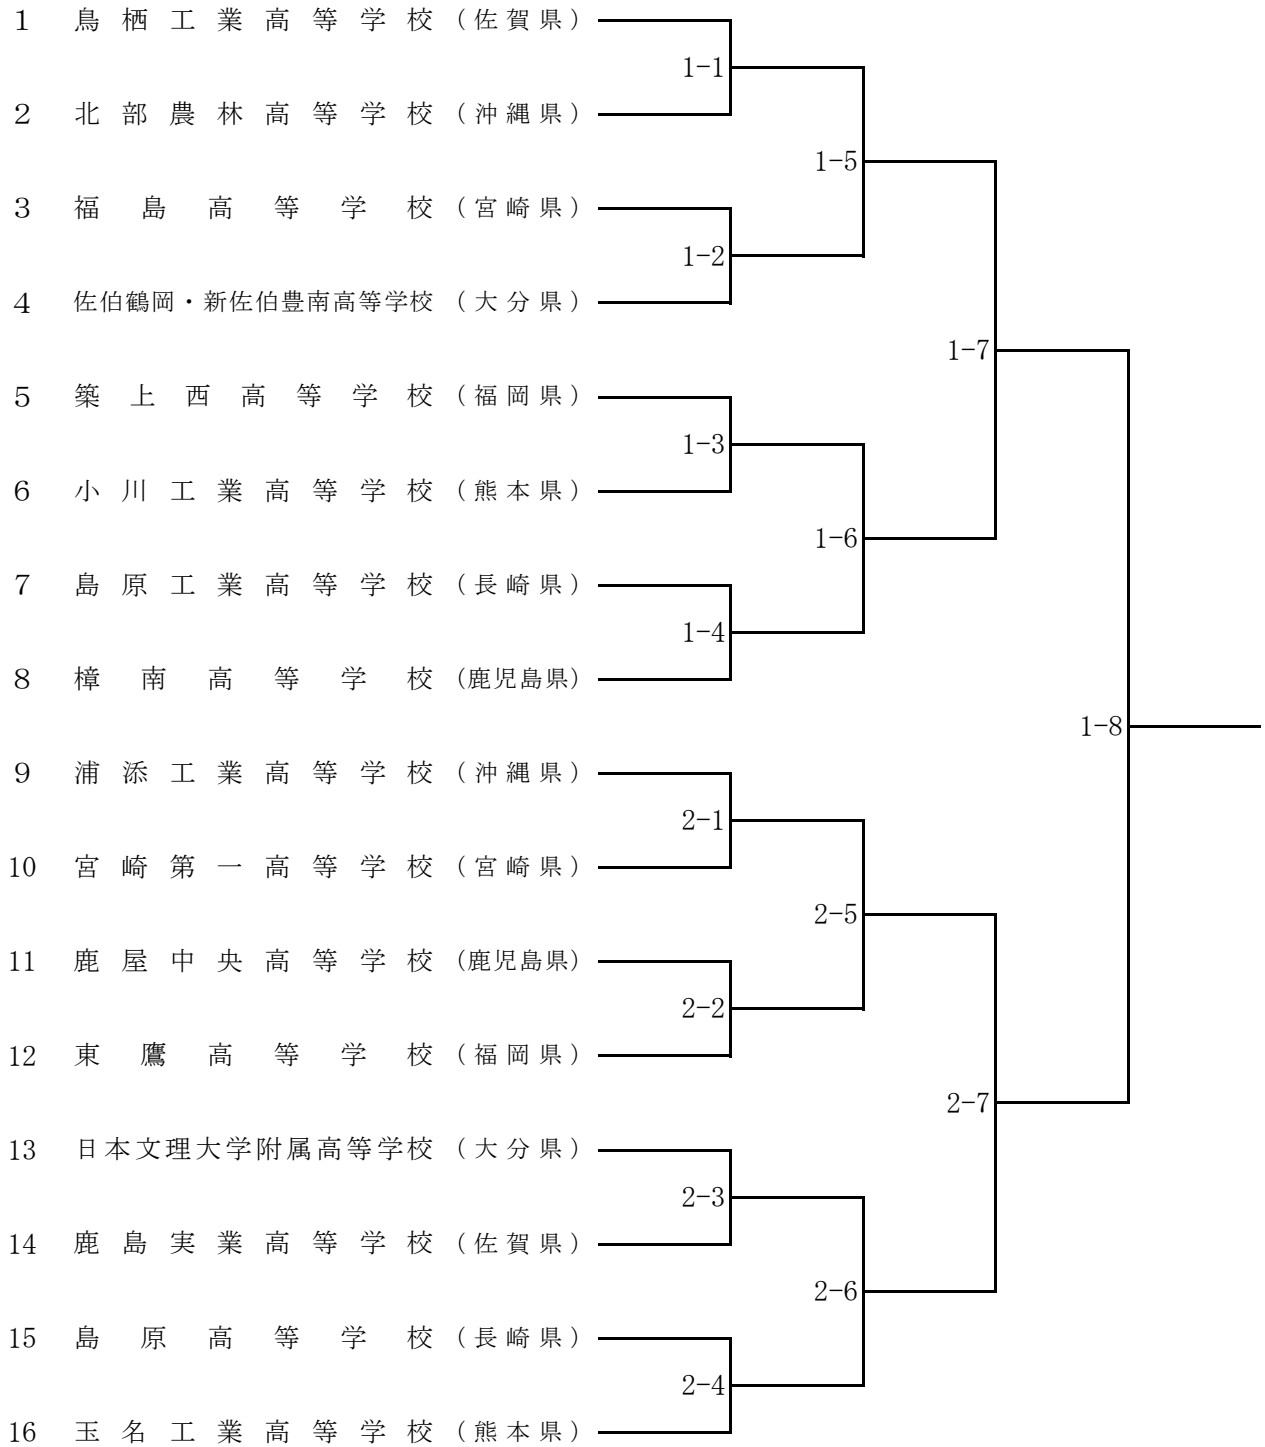 1 鳥栖工業高等学校 (佐賀県)
1-1
2 北部農林高等学校 (沖縄県)
1-5
3 福島高等学校 (宮崎県)
1-2
4 佐伯鶴岡・新佐伯豊南高等学校 (大分県)
1-7
5 築上西高等学校 (福岡県)
1-3
6 小川工業高等学校 (熊本県)
1-6
7 島原工業高等学校 (長崎県)
1-4
8 樟南高等学校 (鹿児島県)
1-8
9 浦添工業高等学校 (沖縄県)
2-1
10 宮崎第一高等学校 (宮崎県)
2-5
11 鹿屋中央高等学校 (鹿児島県)
2-2
12 東鷹高等学校 (福岡県)
2-7
13 日本文理大学附属高等学校 (大分県)
2-3
14 鹿島実業高等学校 (佐賀県)
2-6
15 島原高等学校 (長崎県)
2-4
16 玉名工業高等学校 (熊本県)